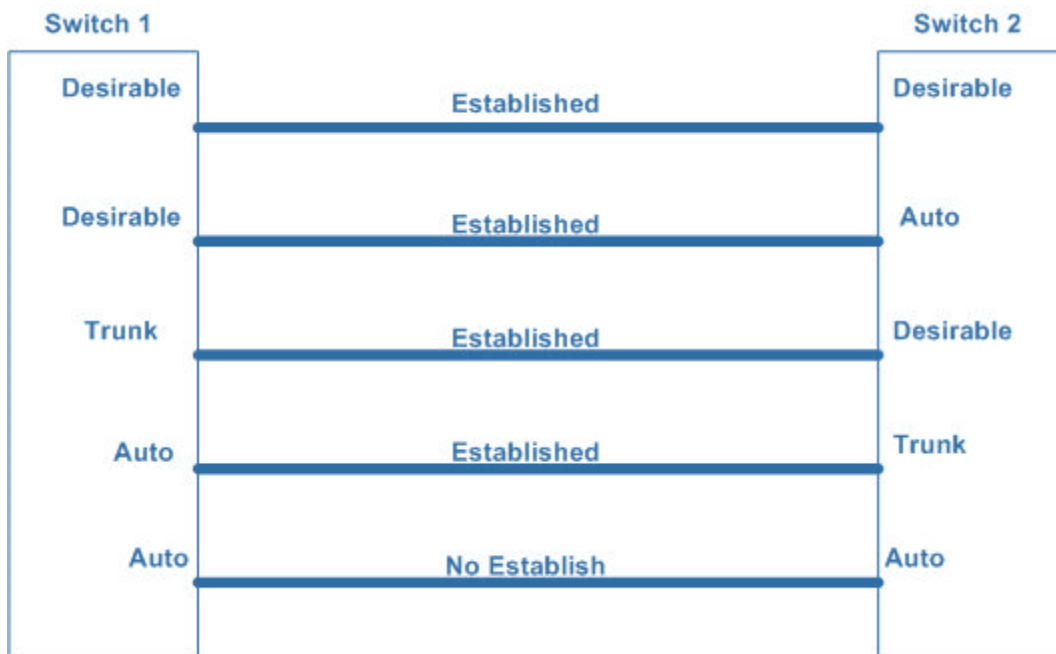 Switch 1 Switch 2
Desirable Established Desirable
Desirable Established Auto
Trunk Established Desirable
Auto Established Trunk
Auto No Establish Auto